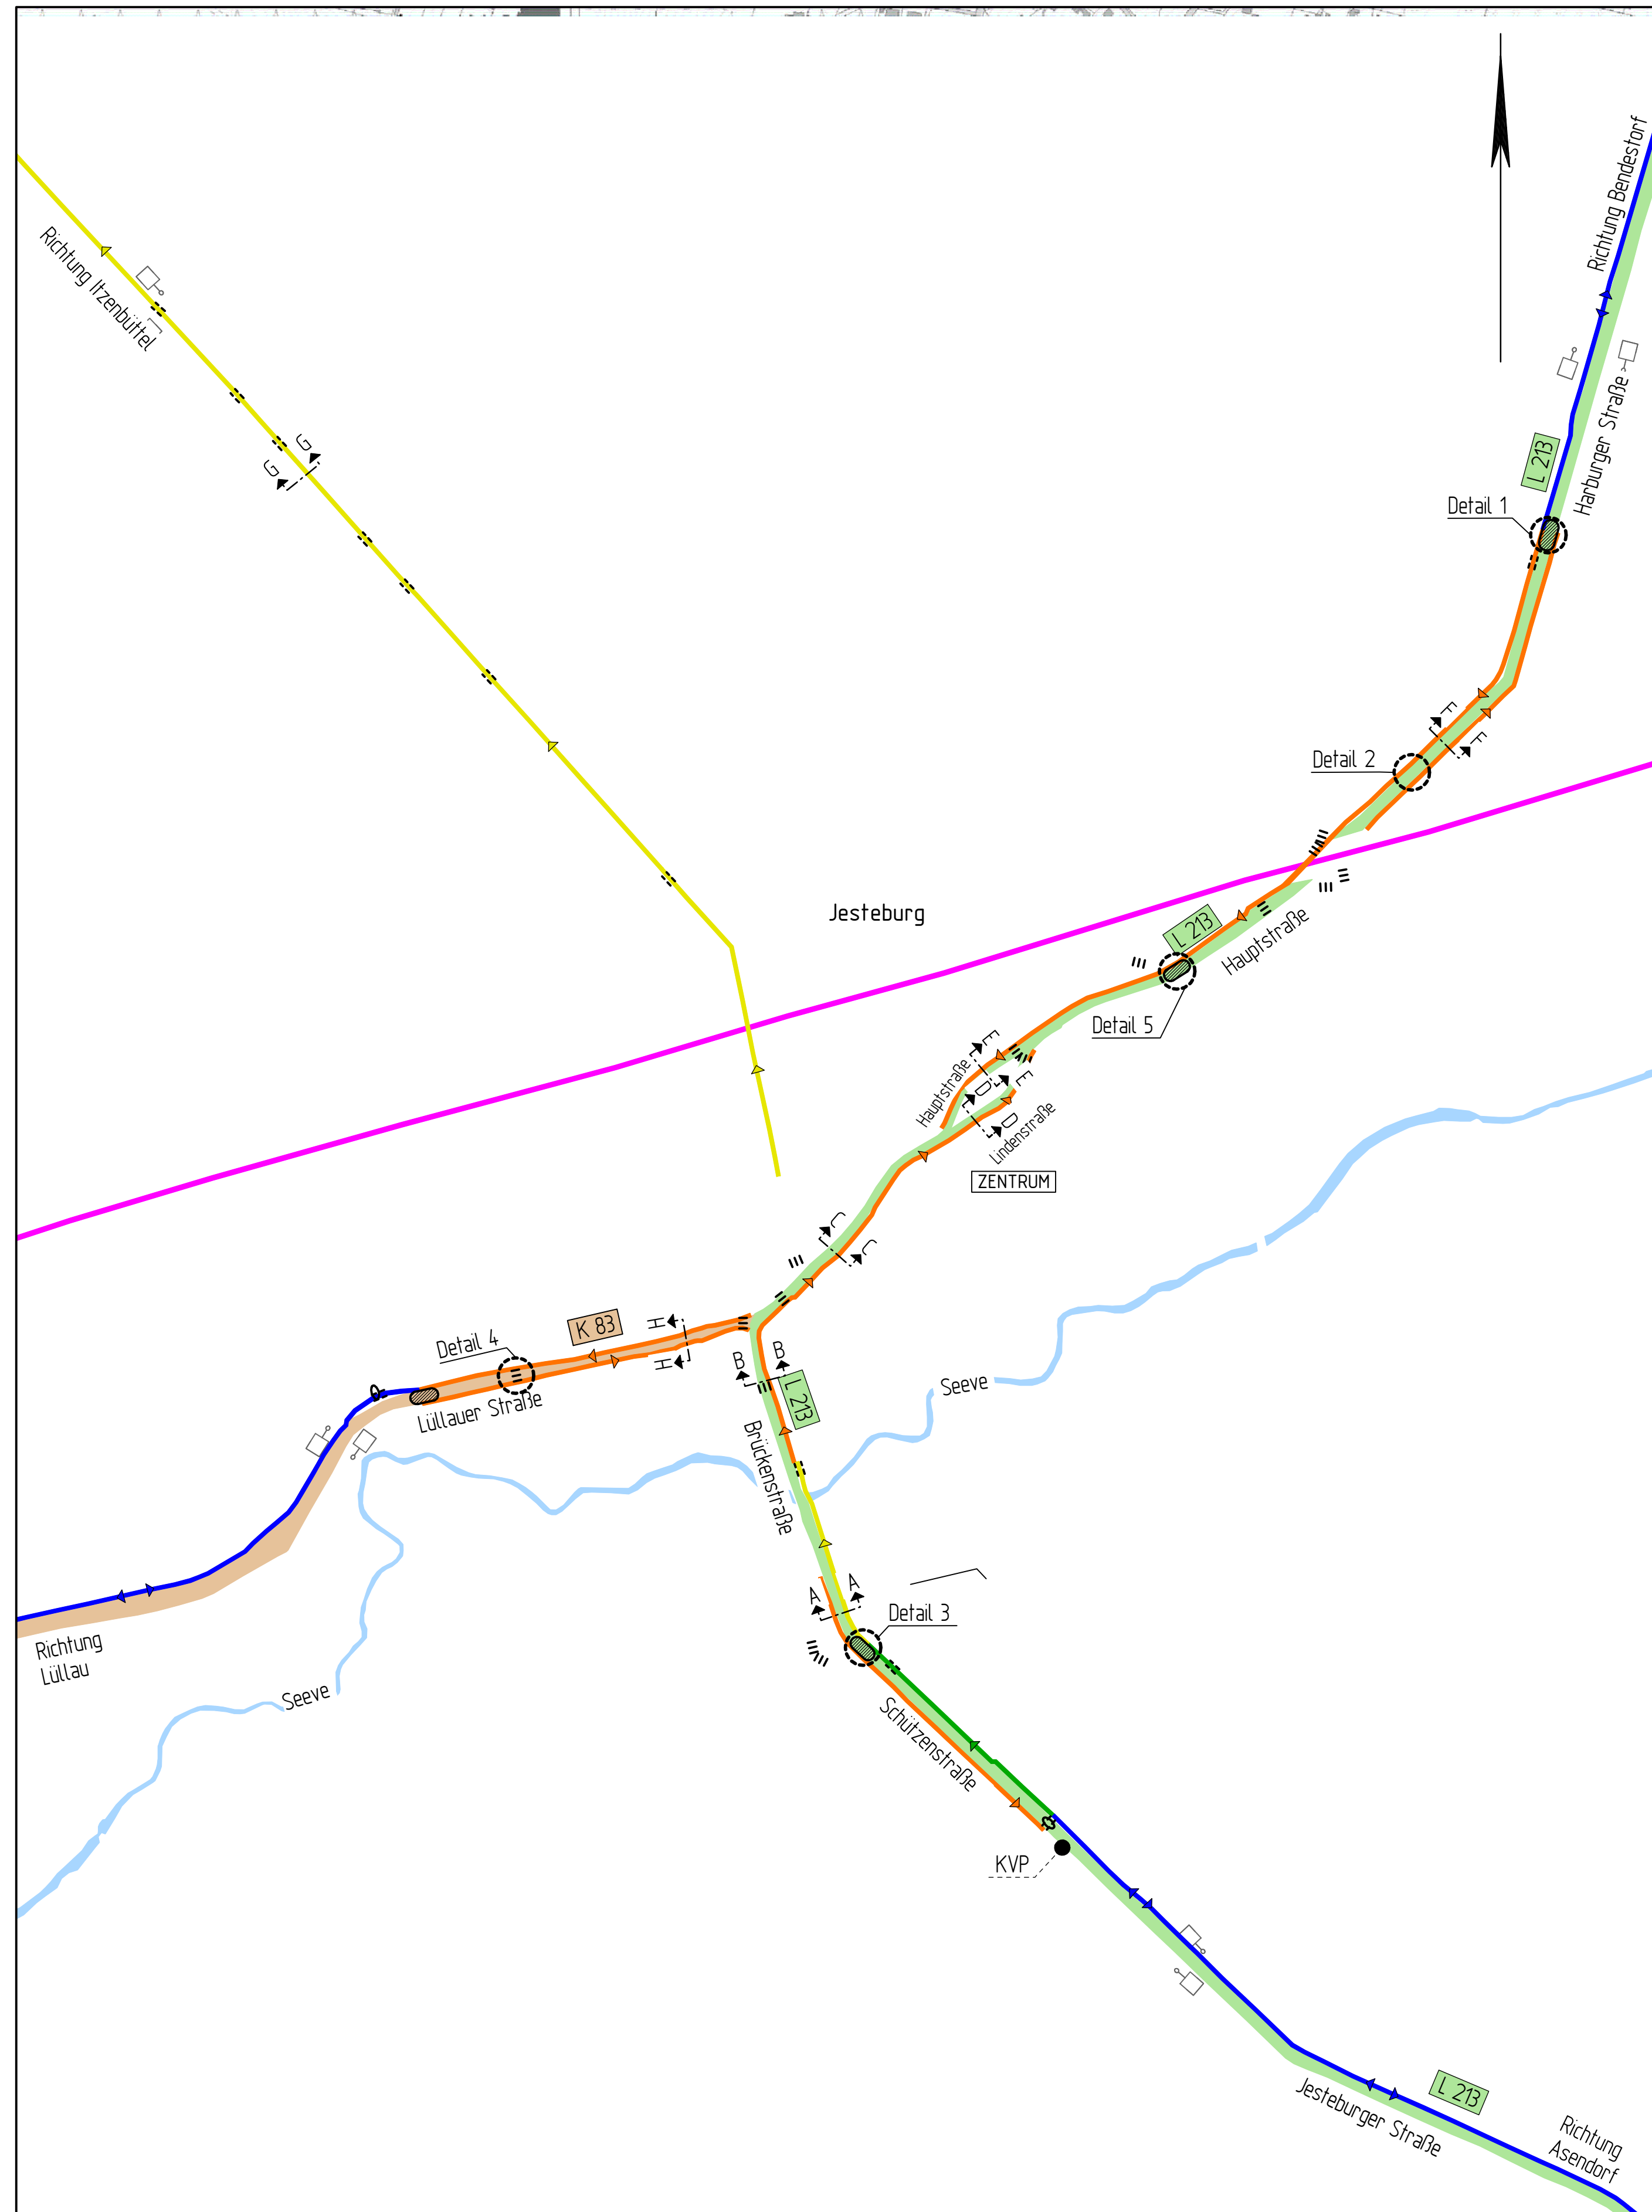 Richtung Bendestorf
Richtung Itzenbüttel
Harburger Straße
L 213
G
G
Detail 1
F
F
Detail 2
Jesteburg
L 213
Hauptstraße
Detail 5
E
E
Hauptstraße
D
D
Lindenstraße
ZENTRUM
C
C
K 83
H
H
Detail 4
Lüllauer Straße
B
B
L 213
Brückenstraße
Seeve
A
A
Detail 3
Richtung
Lüllau
Seeve
Schützenstraße
KVP
L 213
Jesteburger Straße
Richtung
Asendorf